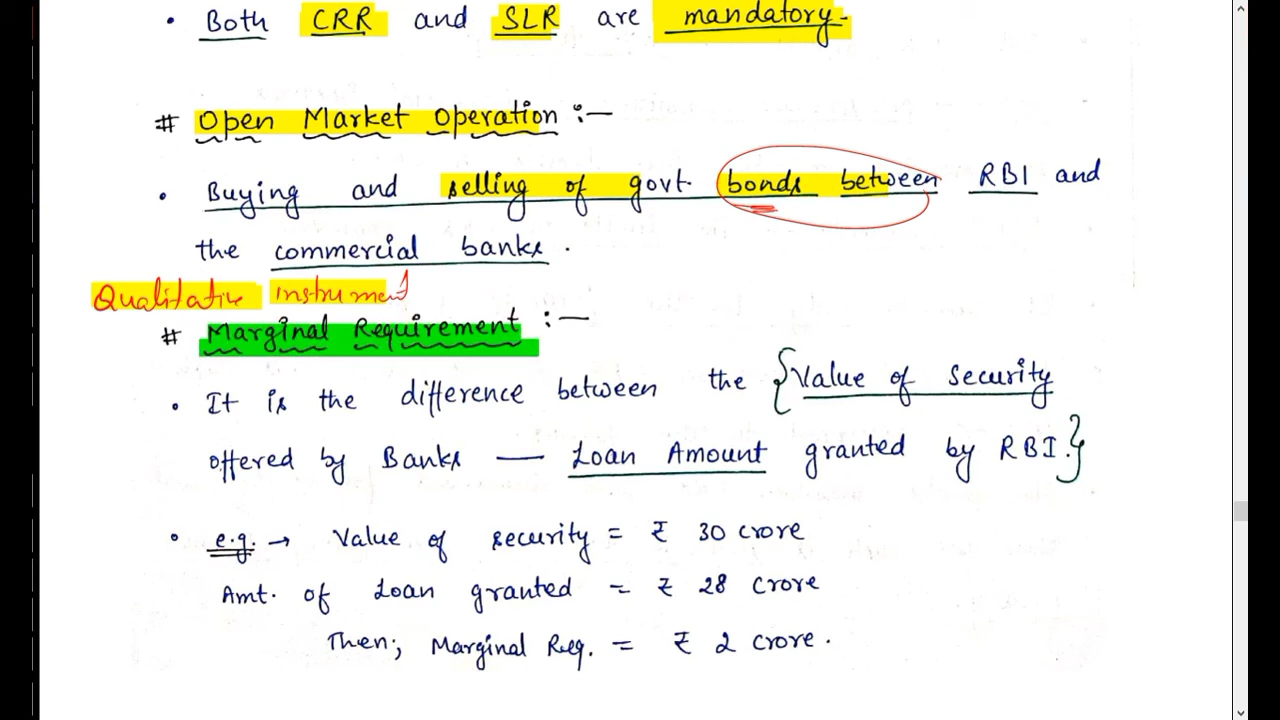 • Both CRR and SLR are mandatory.
# Open Market Operation :—
• Buying and selling of govt. bonds between RBI and
the commercial banks.
Qualitative instrument
# Marginal Requirement :—
• It is the difference between the {Value of security
offered by Banks — Loan Amount granted by RBI.}
• e.g. → Value of security = ₹ 30 crore
Amt. of Loan granted = ₹ 28 crore
Then; Marginal Req. = ₹ 2 crore.